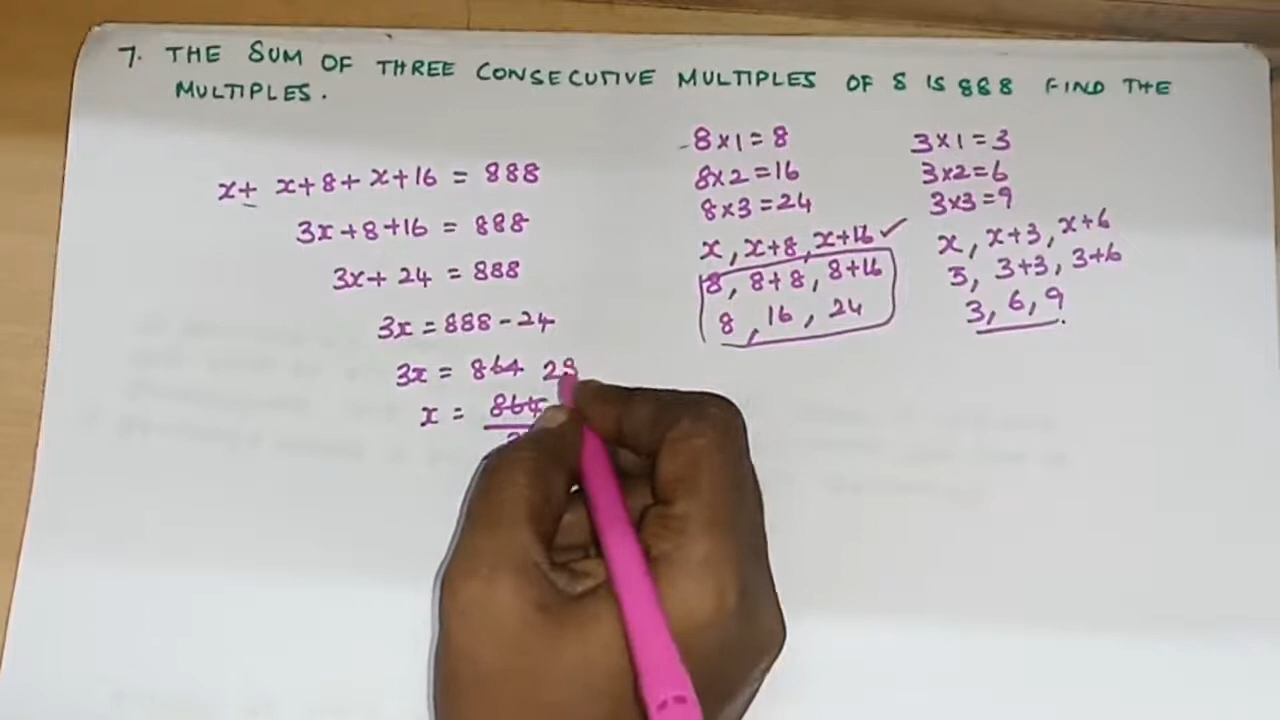 7. THE SUM OF THREE CONSECUTIVE MULTIPLES OF 8 IS 888 FIND THE
MULTIPLES.
x+ x+8+x+16 = 888
3x+8+16 = 888
3x+24 = 888
3x = 888-24
3x = 864 28
x = 864
8×1=8
8×2=16
8×3=24
x, x+8, x+16 ✓
8, 8+8, 8+16
8, 16, 24
3×1=3
3×2=6
3×3=9
x, x+3, x+6
3, 3+3, 3+6
3, 6, 9